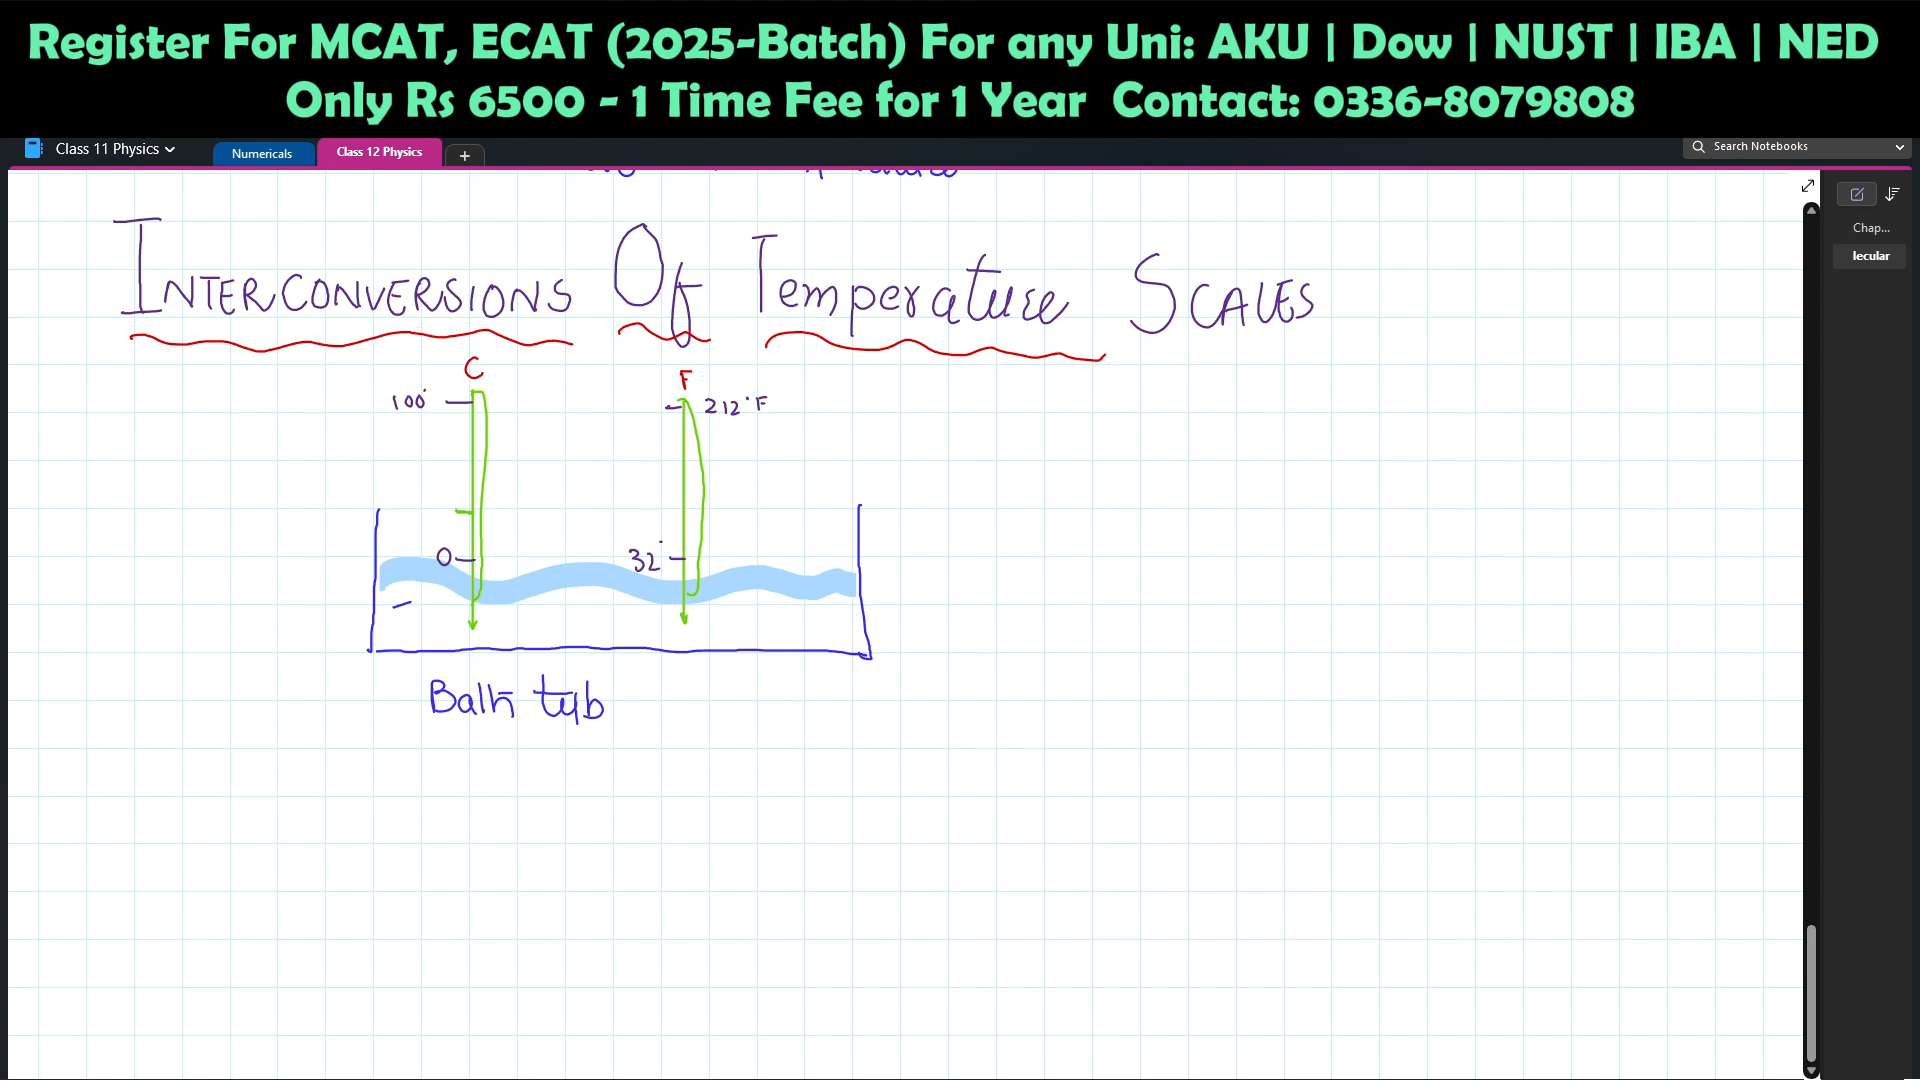 Register For MCAT, ECAT (2025-Batch) For any Uni: AKU | Dow | NUST | IBA | NED
Only Rs 6500 - 1 Time Fee for 1 Year Contact: 0336-8079808
Class 11 Physics
Numericals
Class 12 Physics
+
Search Notebooks
Chap...
lecular
INTERCONVERSIONS Of Temperature SCALES
C
F
100°
212°F
0
32°
Bath tub